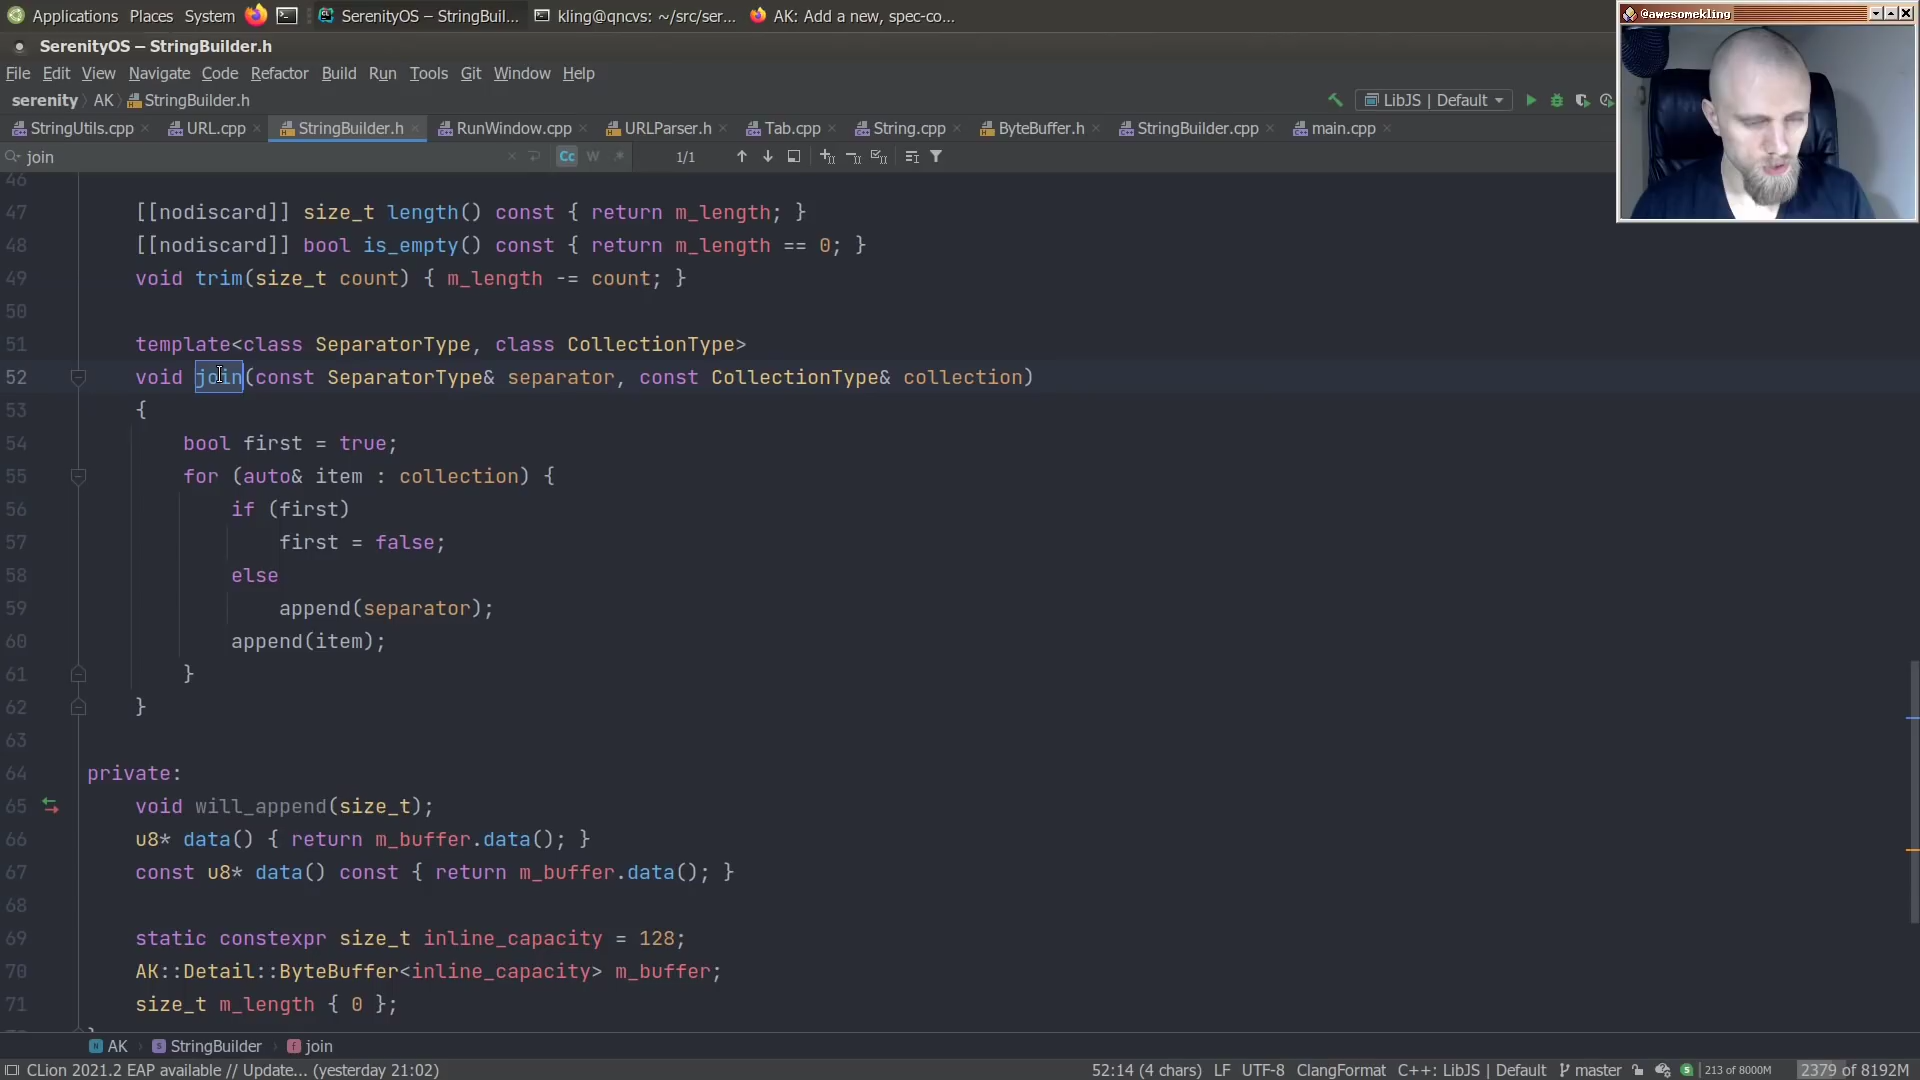 Applications Places System SerenityOS – StringBuil... kling@qncvs: ~/src/ser... AK: Add a new, spec-co...
@awesomekling
SerenityOS – StringBuilder.h
File Edit View Navigate Code Refactor Build Run Tools Git Window Help
serenity AK StringBuilder.h LibJS | Default
StringUtils.cpp URL.cpp StringBuilder.h RunWindow.cpp URLParser.h Tab.cpp String.cpp ByteBuffer.h StringBuilder.cpp main.cpp
join Cc W .* 1/1
46
47 [[nodiscard]] size_t length() const { return m_length; }
48 [[nodiscard]] bool is_empty() const { return m_length == 0; }
49 void trim(size_t count) { m_length -= count; }
50
51 template<class SeparatorType, class CollectionType>
52 void join(const SeparatorType& separator, const CollectionType& collection)
53 {
54 bool first = true;
55 for (auto& item : collection) {
56 if (first)
57 first = false;
58 else
59 append(separator);
60 append(item);
61 }
62 }
63
64 private:
65 void will_append(size_t);
66 u8* data() { return m_buffer.data(); }
67 const u8* data() const { return m_buffer.data(); }
68
69 static constexpr size_t inline_capacity = 128;
70 AK::Detail::ByteBuffer<inline_capacity> m_buffer;
71 size_t m_length { 0 };
AK StringBuilder join
CLion 2021.2 EAP available // Update... (yesterday 21:02) 52:14 (4 chars) LF UTF-8 ClangFormat C++: LibJS | Default master 213 of 8000M 2379 of 8192M